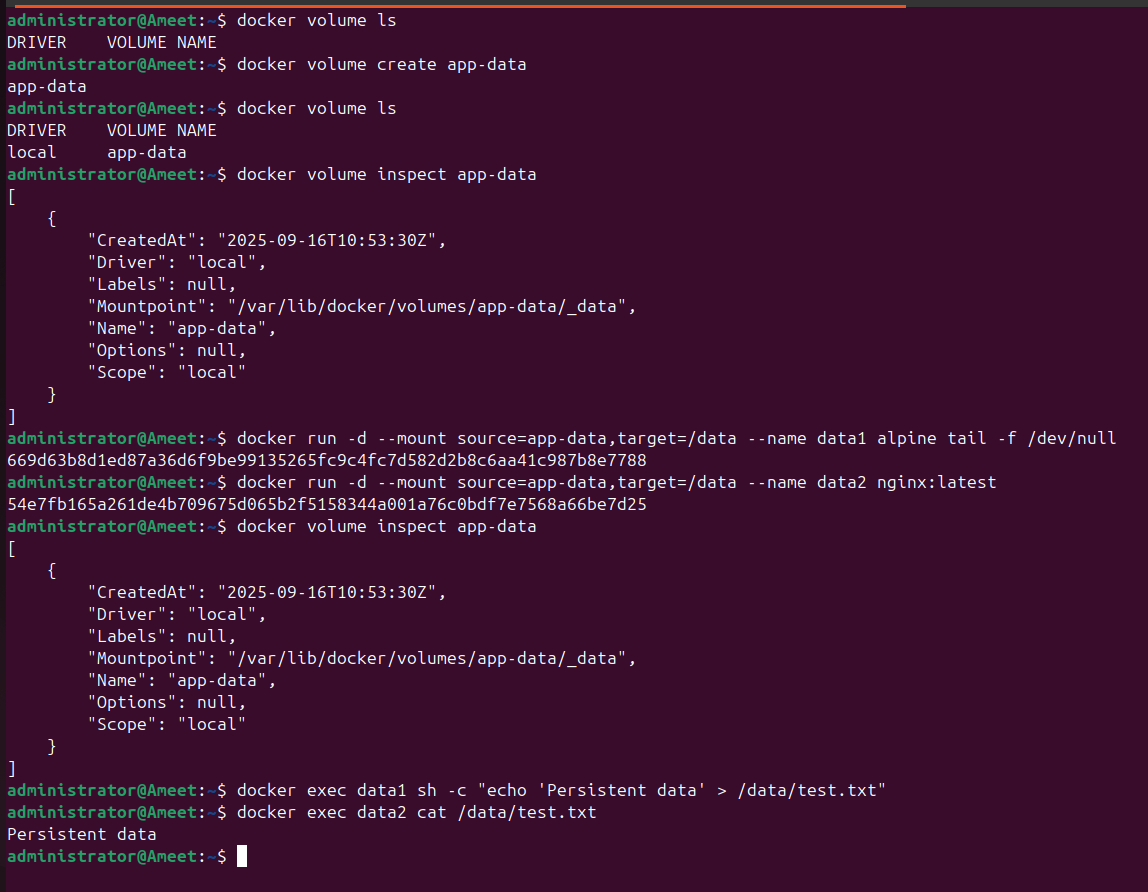 administrator@Ameet:~$ docker volume ls
DRIVER    VOLUME NAME
administrator@Ameet:~$ docker volume create app-data
app-data
administrator@Ameet:~$ docker volume ls
DRIVER    VOLUME NAME
local     app-data
administrator@Ameet:~$ docker volume inspect app-data
[
    {
        "CreatedAt": "2025-09-16T10:53:30Z",
        "Driver": "local",
        "Labels": null,
        "Mountpoint": "/var/lib/docker/volumes/app-data/_data",
        "Name": "app-data",
        "Options": null,
        "Scope": "local"
    }
]
administrator@Ameet:~$ docker run -d --mount source=app-data,target=/data --name data1 alpine tail -f /dev/null
669d63b8d1ed87a36d6f9be99135265fc9c4fc7d582d2b8c6aa41c987b8e7788
administrator@Ameet:~$ docker run -d --mount source=app-data,target=/data --name data2 nginx:latest
54e7fb165a261de4b709675d065b2f5158344a001a76c0bdf7e7568a66be7d25
administrator@Ameet:~$ docker volume inspect app-data
[
    {
        "CreatedAt": "2025-09-16T10:53:30Z",
        "Driver": "local",
        "Labels": null,
        "Mountpoint": "/var/lib/docker/volumes/app-data/_data",
        "Name": "app-data",
        "Options": null,
        "Scope": "local"
    }
]
administrator@Ameet:~$ docker exec data1 sh -c "echo 'Persistent data' > /data/test.txt"
administrator@Ameet:~$ docker exec data2 cat /data/test.txt
Persistent data
administrator@Ameet:~$